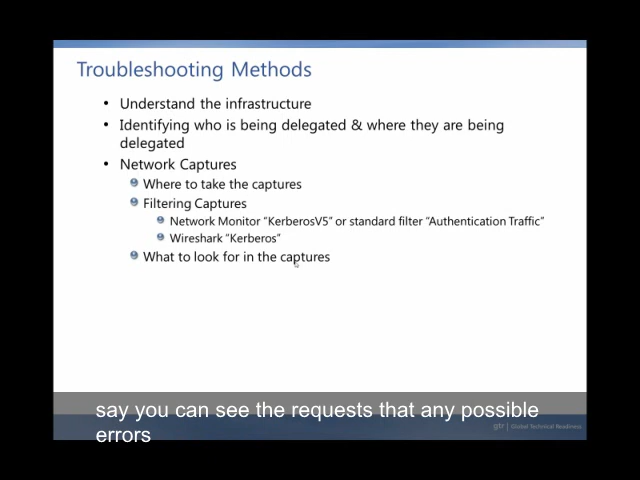 Troubleshooting Methods
• Understand the infrastructure
• Identifying who is being delegated & where they are being
delegated
• Network Captures
Where to take the captures
Filtering Captures
Network Monitor “KerberosV5” or standard filter “Authentication Traffic”
Wireshark “Kerberos”
What to look for in the captures
say you can see the requests that any possible
errors
gtr | Global Technical Readiness